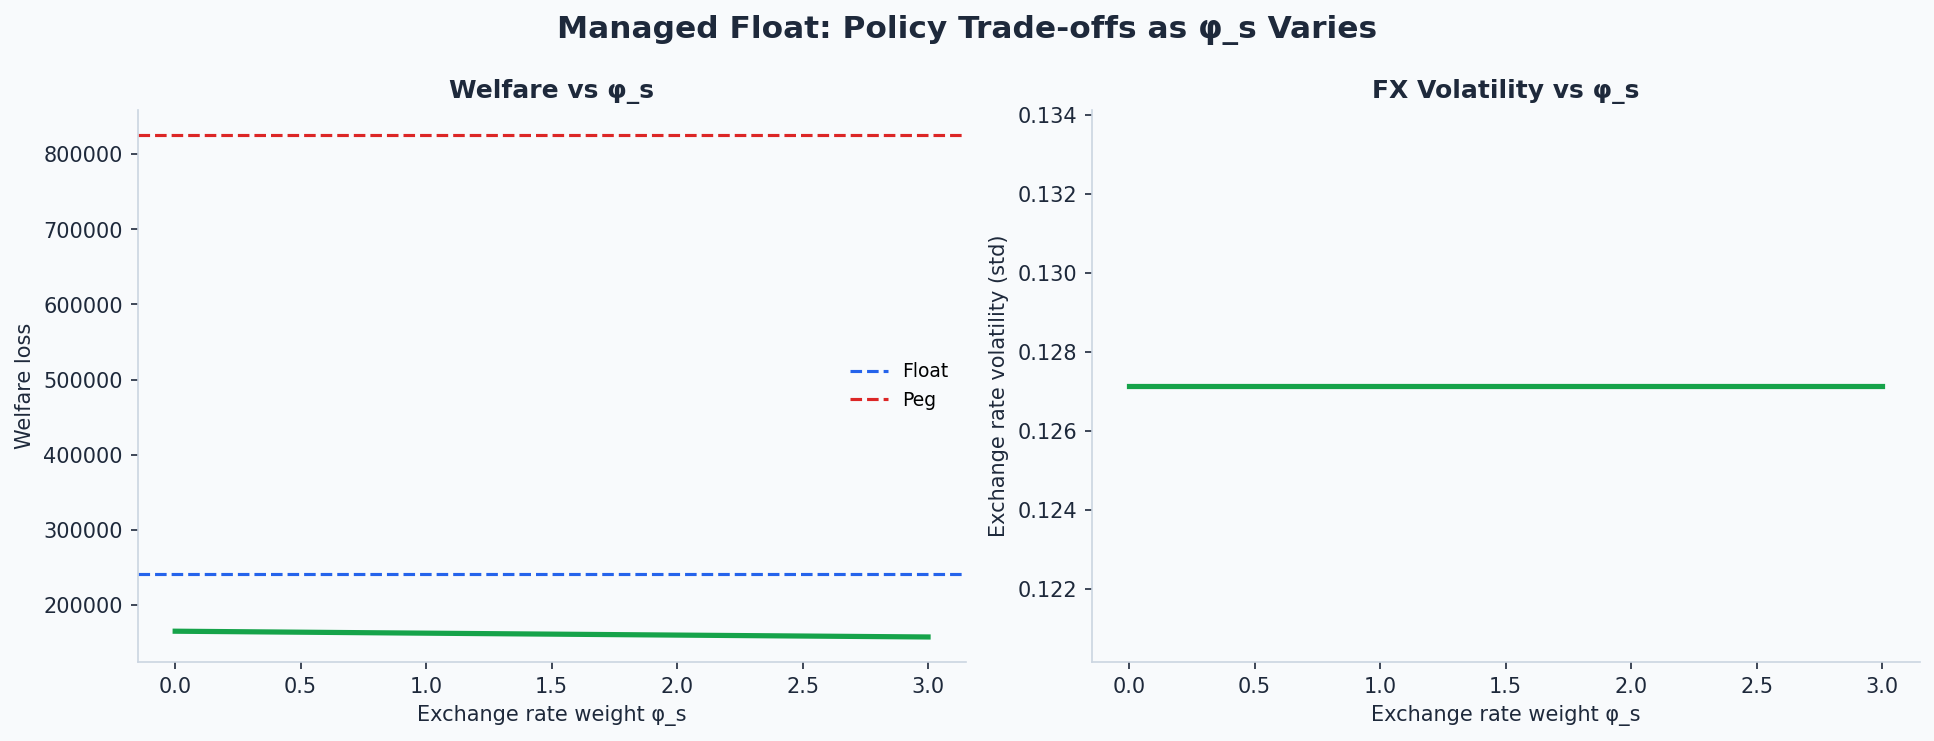 Managed Float: Policy Trade-offs as φ_s Varies
Welfare vs φ_s
Welfare loss
800000
700000
600000
500000
400000
300000
200000
Float
Peg
0.0 0.5 1.0 1.5 2.0 2.5 3.0
Exchange rate weight φ_s
FX Volatility vs φ_s
Exchange rate volatility (std)
0.134
0.132
0.130
0.128
0.126
0.124
0.122
0.0 0.5 1.0 1.5 2.0 2.5 3.0
Exchange rate weight φ_s